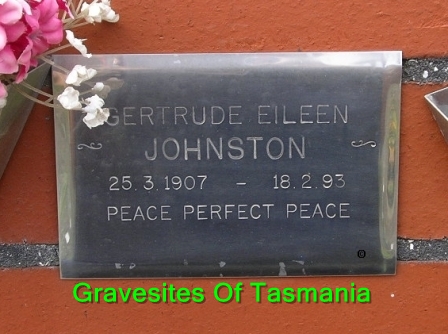 GERTRUDE EILEEN
JOHNSTON
25.3.1907 - 18.2.93
PEACE PERFECT PEACE
Gravesites Of Tasmania